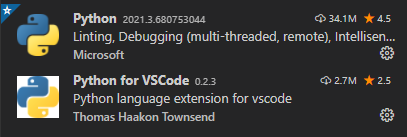 Python 2021.3.680753044 34.1M 4.5
Linting, Debugging (multi-threaded, remote), Intellisen...
Microsoft
Python for VSCode 0.2.3 2.7M 2.5
Python language extension for vscode
Thomas Haakon Townsend